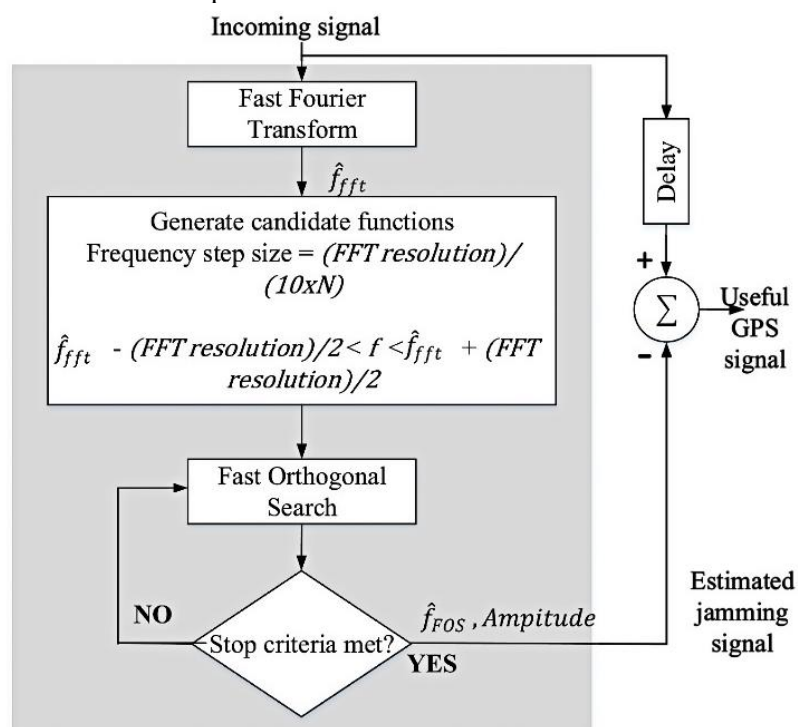 Incoming signal
Fast Fourier
Transform
Delay
f̂fft
Generate candidate functions
Frequency step size = (FFT resolution)/
(10xN)
f̂fft - (FFT resolution)/2< f <f̂fft + (FFT
resolution)/2
+
Σ
-
Useful
GPS
signal
Fast Orthogonal
Search
NO
Stop criteria met?
YES
f̂FOS , Ampitude
Estimated
jamming
signal